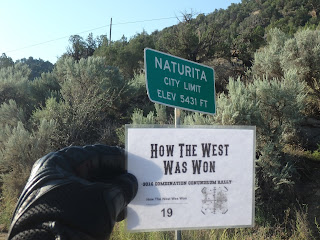 NATURITA
CITY LIMIT
ELEV 5431 FT
HOW THE WEST
WAS WON
2016 COMBINATION CONUNDRUM RALLY
How The West Was Won
19